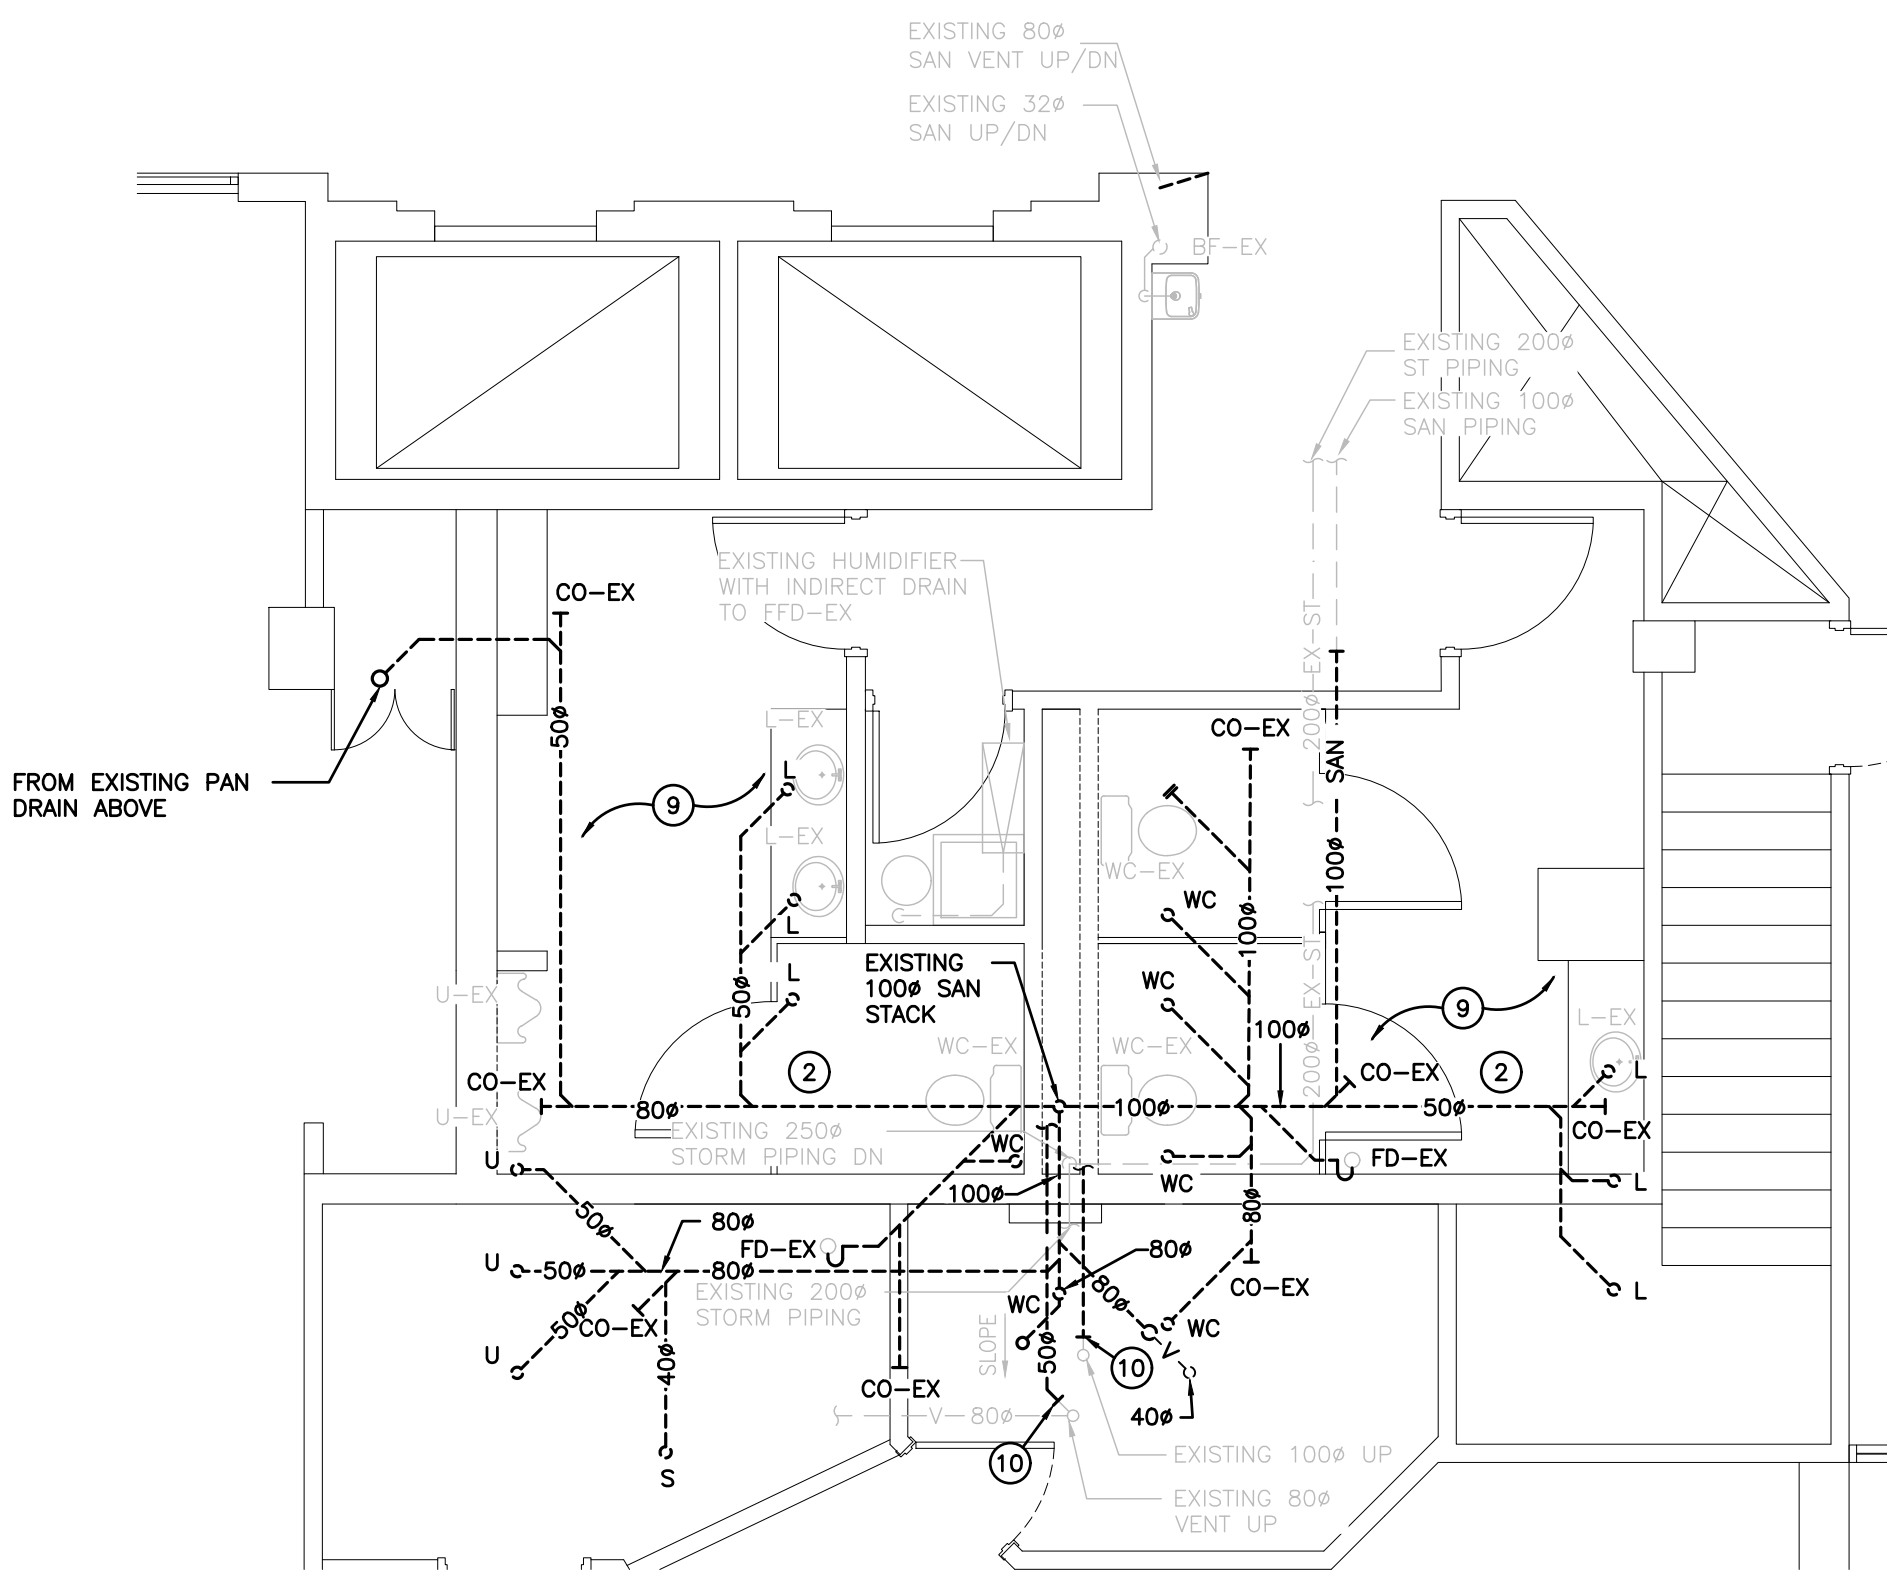 EXISTING 80ø
SAN VENT UP/DN
EXISTING 32ø
SAN UP/DN
BF-EX
EXISTING 200ø
ST PIPING
EXISTING 100ø
SAN PIPING
EXISTING HUMIDIFIER
WITH INDIRECT DRAIN
TO FFD-EX
CO-EX
200ø-EX-ST
50ø
L-EX
CO-EX
SAN
FROM EXISTING PAN
DRAIN ABOVE
L
9
L-EX
100ø
WC-EX
WC
L
100ø
EXISTING
100ø SAN
STACK
L
WC
U-EX
50ø
200ø-EX-ST
9
L-EX
100ø
WC-EX
WC-EX
2
CO-EX
2
L
CO-EX
80ø
100ø
50ø
U-EX
EXISTING 250ø
STORM PIPING DN
CO-EX
WC
U
FD-EX
WC
L
100ø
50ø
80ø
80ø
FD-EX
80ø
U
50ø
80ø
CO-EX
L
EXISTING 200ø
STORM PIPING
80ø
WC
50ø
CO-EX
WC
SLOPE
50ø
V
U
40ø
10
CO-EX
V
80ø
40ø
10
EXISTING 100ø UP
S
EXISTING 80ø
VENT UP